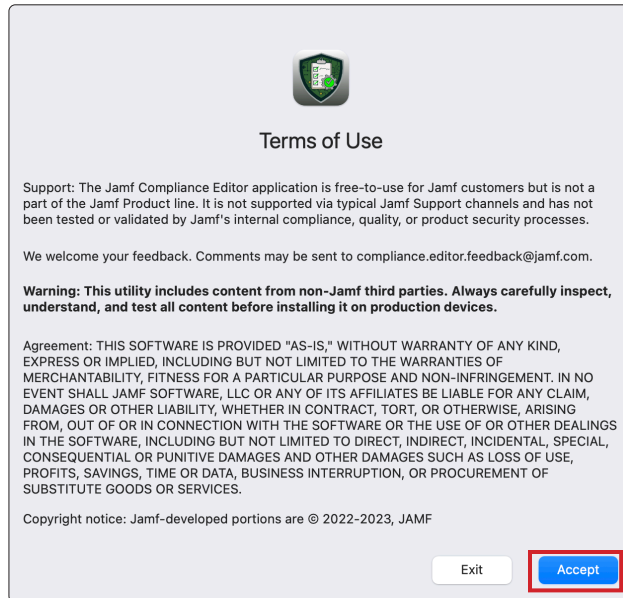 Terms of Use
Support: The Jamf Compliance Editor application is free-to-use for Jamf customers but is not a
part of the Jamf Product line. It is not supported via typical Jamf Support channels and has not
been tested or validated by Jamf's internal compliance, quality, or product security processes.
We welcome your feedback. Comments may be sent to compliance.editor.feedback@jamf.com.
Warning: This utility includes content from non-Jamf third parties. Always carefully inspect,
understand, and test all content before installing it on production devices.
Agreement: THIS SOFTWARE IS PROVIDED "AS-IS," WITHOUT WARRANTY OF ANY KIND,
EXPRESS OR IMPLIED, INCLUDING BUT NOT LIMITED TO THE WARRANTIES OF
MERCHANTABILITY, FITNESS FOR A PARTICULAR PURPOSE AND NON-INFRINGEMENT. IN NO
EVENT SHALL JAMF SOFTWARE, LLC OR ANY OF ITS AFFILIATES BE LIABLE FOR ANY CLAIM,
DAMAGES OR OTHER LIABILITY, WHETHER IN CONTRACT, TORT, OR OTHERWISE, ARISING
FROM, OUT OF OR IN CONNECTION WITH THE SOFTWARE OR THE USE OF OR OTHER DEALINGS
IN THE SOFTWARE, INCLUDING BUT NOT LIMITED TO DIRECT, INDIRECT, INCIDENTAL, SPECIAL,
CONSEQUENTIAL OR PUNITIVE DAMAGES AND OTHER DAMAGES SUCH AS LOSS OF USE,
PROFITS, SAVINGS, TIME OR DATA, BUSINESS INTERRUPTION, OR PROCUREMENT OF
SUBSTITUTE GOODS OR SERVICES.
Copyright notice: Jamf-developed portions are © 2022-2023, JAMF
Exit
Accept